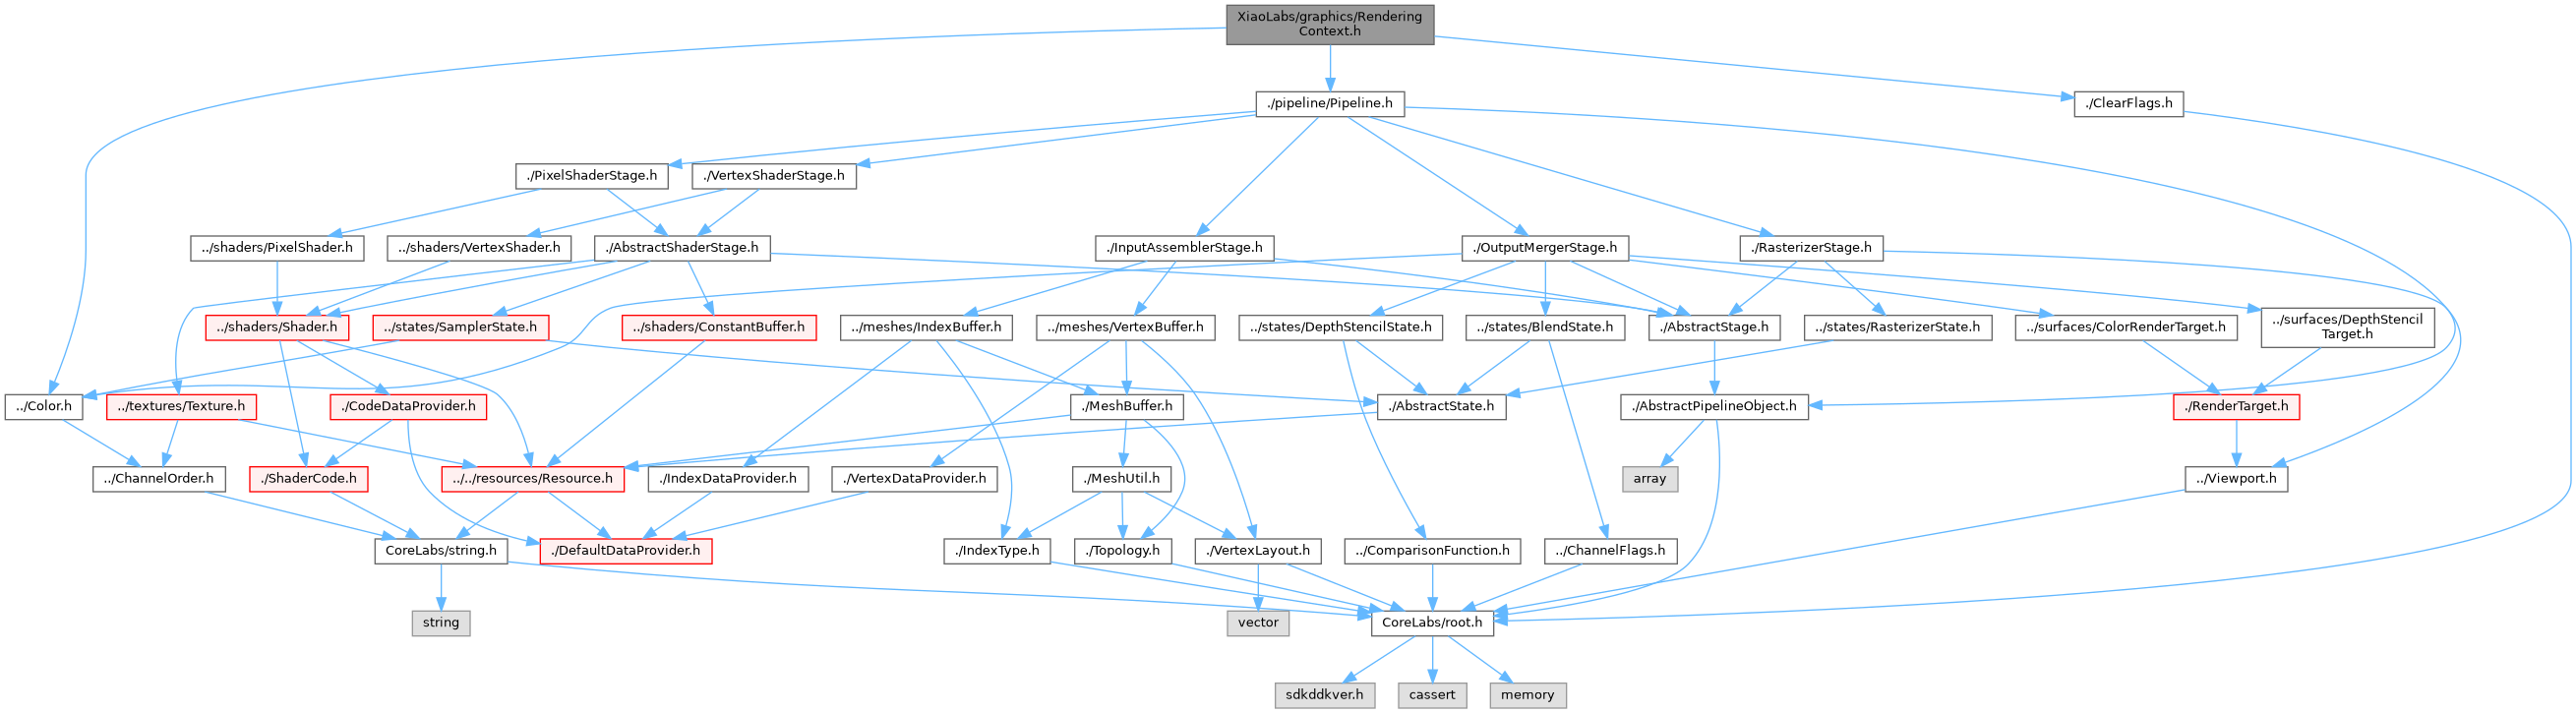 XiaoLabs/graphics/Rendering
Context.h
./pipeline/Pipeline.h
./ClearFlags.h
./PixelShaderStage.h
./VertexShaderStage.h
../shaders/PixelShader.h
../shaders/VertexShader.h
./AbstractShaderStage.h
./InputAssemblerStage.h
./OutputMergerStage.h
./RasterizerStage.h
../shaders/Shader.h
../states/SamplerState.h
../shaders/ConstantBuffer.h
../meshes/IndexBuffer.h
../meshes/VertexBuffer.h
../states/DepthStencilState.h
../states/BlendState.h
./AbstractStage.h
../states/RasterizerState.h
../surfaces/ColorRenderTarget.h
../surfaces/DepthStencil
Target.h
../Color.h
../textures/Texture.h
./CodeDataProvider.h
./MeshBuffer.h
./AbstractState.h
./AbstractPipelineObject.h
./RenderTarget.h
../ChannelOrder.h
./ShaderCode.h
../../resources/Resource.h
./IndexDataProvider.h
./VertexDataProvider.h
./MeshUtil.h
array
../Viewport.h
CoreLabs/string.h
./DefaultDataProvider.h
./IndexType.h
./Topology.h
./VertexLayout.h
../ComparisonFunction.h
../ChannelFlags.h
string
vector
CoreLabs/root.h
sdkddkver.h
cassert
memory